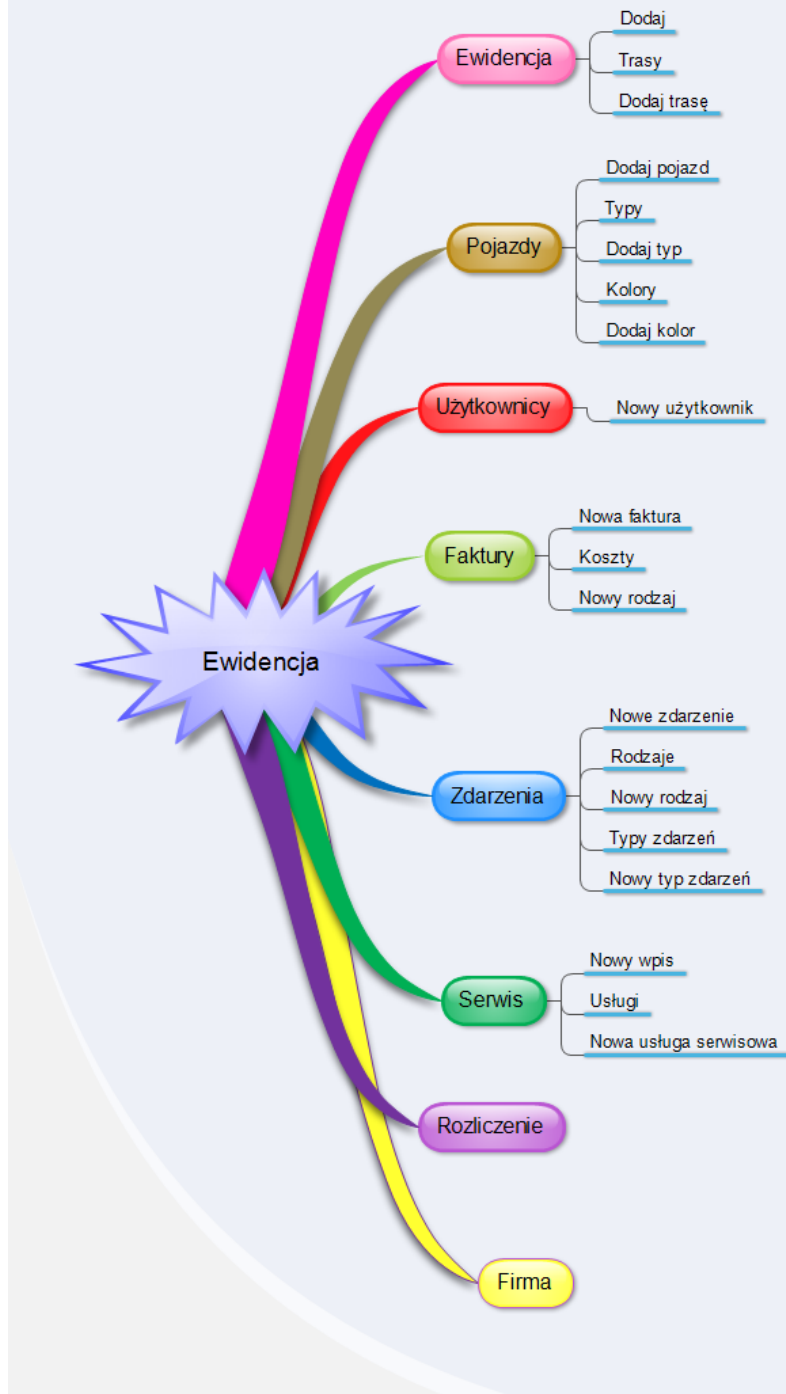 Ewidencja
Dodaj
Trasy
Dodaj trasę
Pojazdy
Dodaj pojazd
Typy
Dodaj typ
Kolory
Dodaj kolor
Użytkownicy
Nowy użytkownik
Faktury
Nowa faktura
Koszty
Nowy rodzaj
Ewidencja
Zdarzenia
Nowe zdarzenie
Rodzaje
Nowy rodzaj
Typy zdarzeń
Nowy typ zdarzeń
Serwis
Nowy wpis
Usługi
Nowa usługa serwisowa
Rozliczenie
Firma